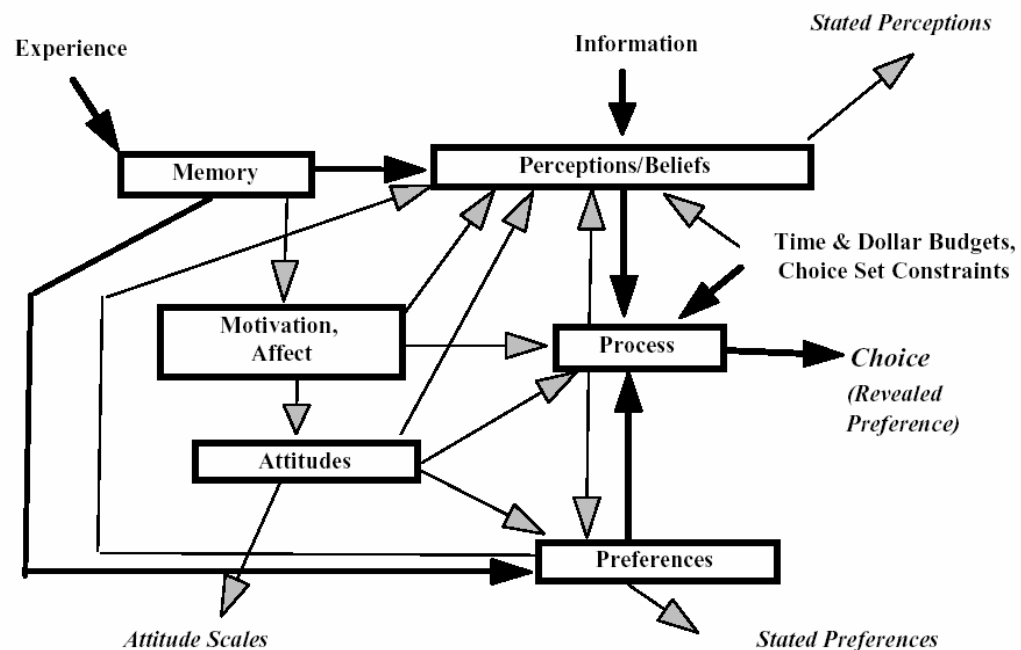 Stated Perceptions
Experience
Information
Memory
Perceptions/Beliefs
Time & Dollar Budgets,
Choice Set Constraints
Motivation,
Affect
Process
Choice
(Revealed
Preference)
Attitudes
Preferences
Attitude Scales
Stated Preferences